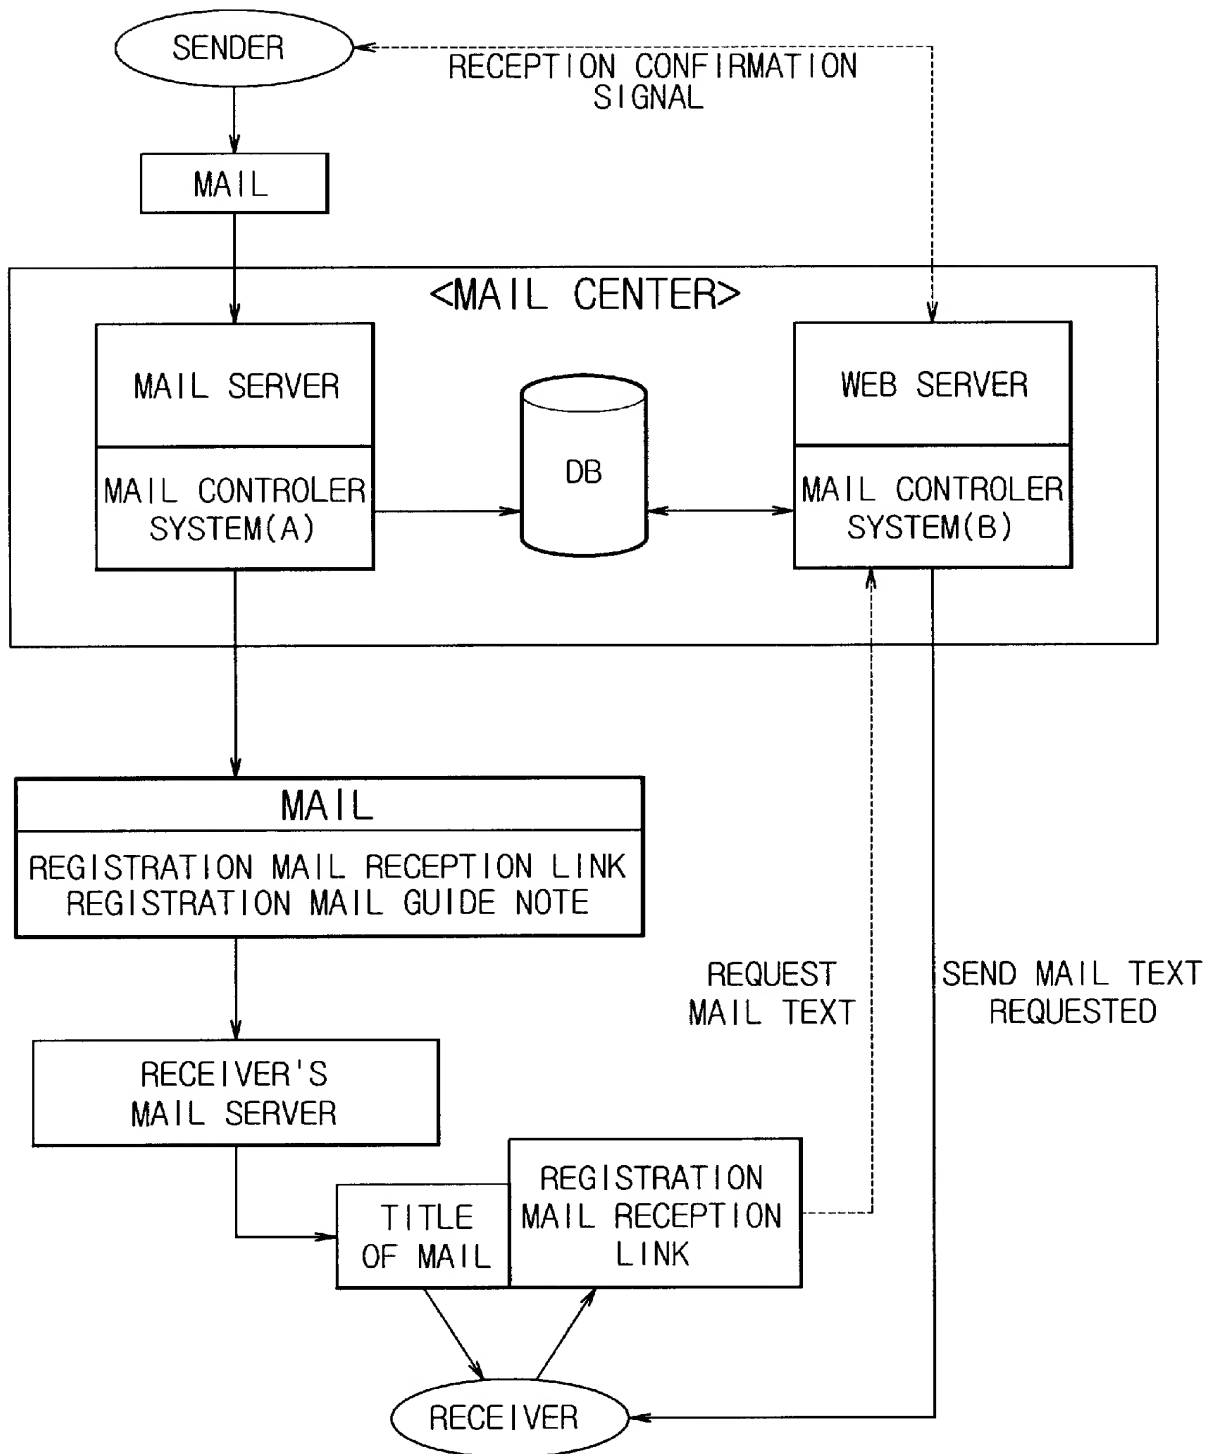 SENDER
RECEPTION CONFIRMATION
SIGNAL
MAIL
<MAIL CENTER>
MAIL SERVER
MAIL CONTROLER
SYSTEM(A)
DB
WEB SERVER
MAIL CONTROLER
SYSTEM(B)
MAIL
REGISTRATION MAIL RECEPTION LINK
REGISTRATION MAIL GUIDE NOTE
REQUEST
MAIL TEXT
SEND MAIL TEXT
REQUESTED
RECEIVER'S
MAIL SERVER
TITLE
OF MAIL
REGISTRATION
MAIL RECEPTION
LINK
RECEIVER